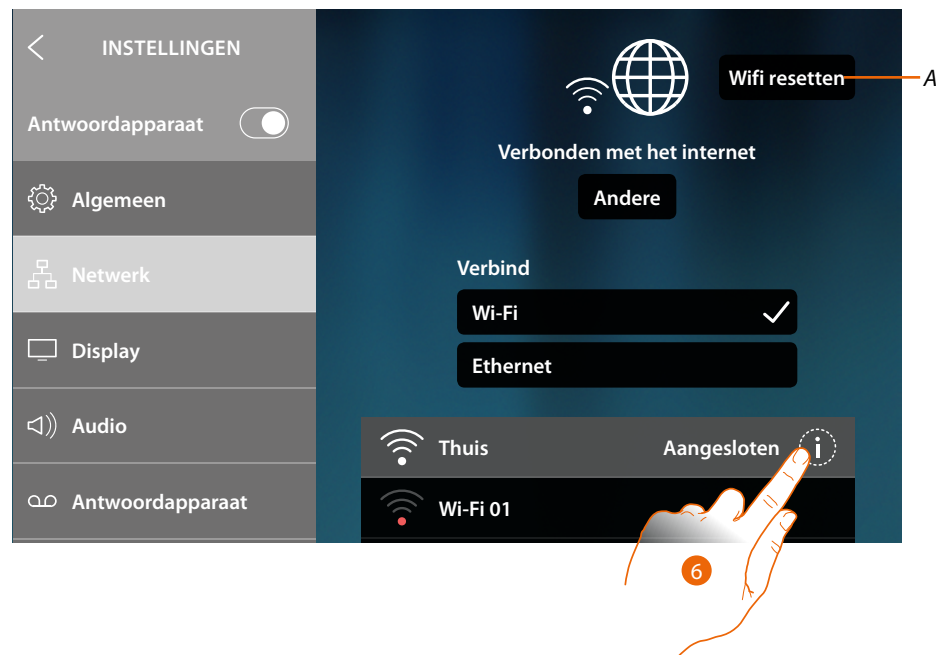 INSTELLINGEN
Antwoordapparaat
Algemeen
Netwerk
Display
Audio
Antwoordapparaat
Wifi resetten
A
Verbonden met het internet
Andere
Verbind
Wi-Fi
Ethernet
Thuis Aangesloten i
Wi-Fi 01
6